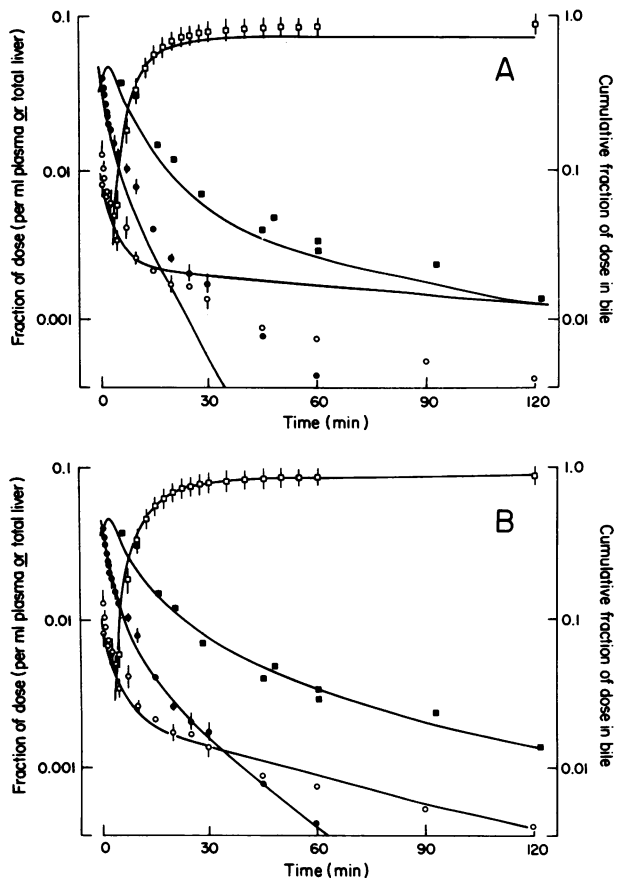 0.1
0.01
0.001
Fraction of dose (per ml plasma or total liver)
A
1.0
0.1
0.01
Cumulative fraction of dose in bile
0
30
60
90
120
Time (min)
0.1
0.01
0.001
Fraction of dose (per ml plasma or total liver)
B
1.0
0.1
0.01
Cumulative fraction of dose in bile
0
30
60
90
120
Time (min)